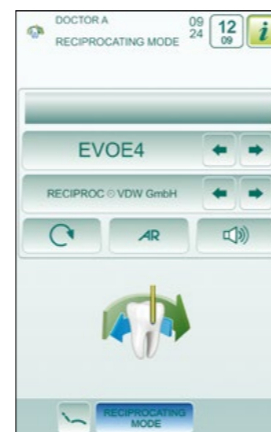 DOCTOR A
RECIPROCATING MODE
09
24
12
09
i
EVOE4
RECIPROC © VDW GmbH
AR
RECIPROCATING
MODE